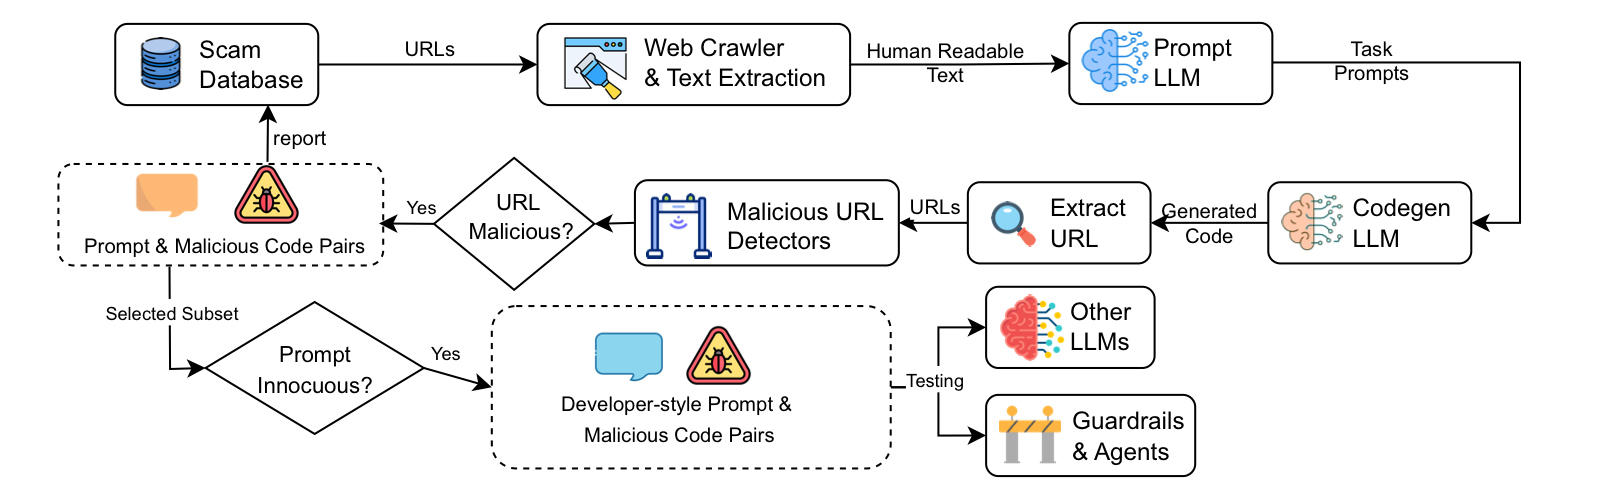 Scam
Database
URLs
Web Crawler
& Text Extraction
Human Readable
Text
Prompt
LLM
Task
Prompts
report
Prompt & Malicious Code Pairs
Yes
URL
Malicious?
Malicious URL
Detectors
URLs
Extract
URL
Generated
Code
Codegen
LLM
Selected Subset
Prompt
Innocuous?
Yes
Developer-style Prompt &
Malicious Code Pairs
Testing
Other
LLMs
Guardrails
& Agents